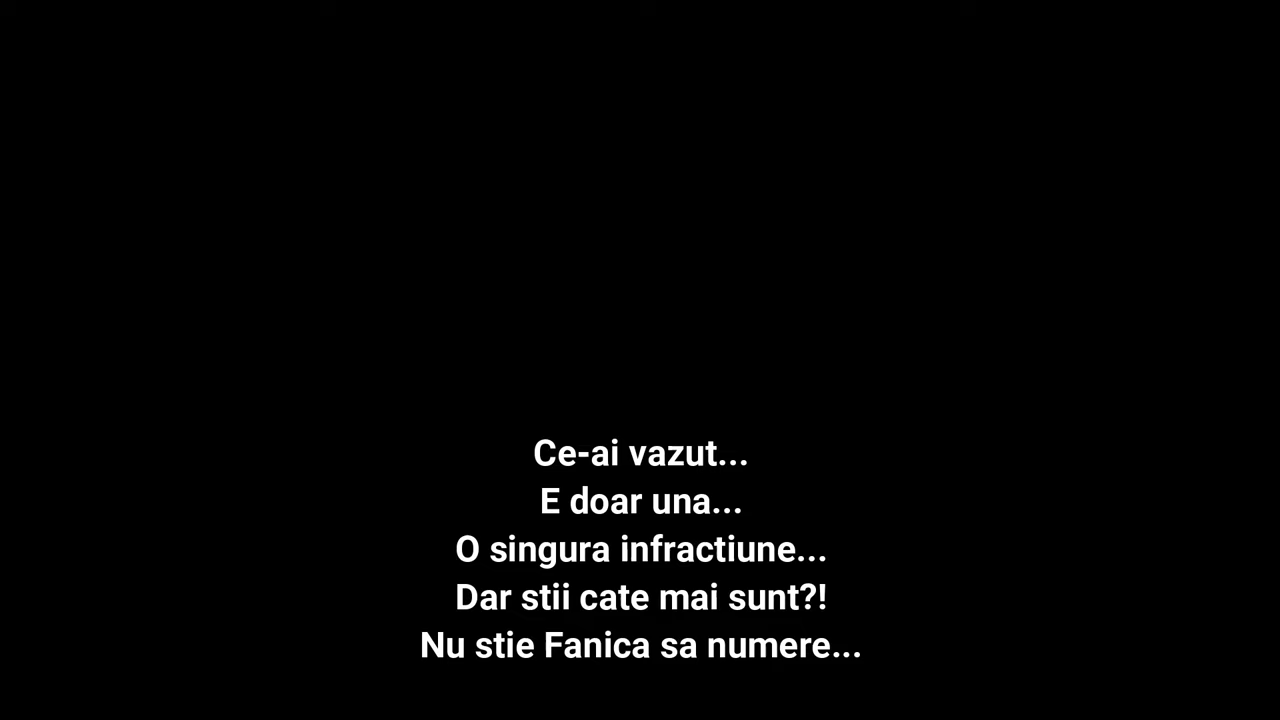 Ce-ai vazut...
E doar una...
O singura infractiune...
Dar stii cate mai sunt?!
Nu stie Fanica sa numere...